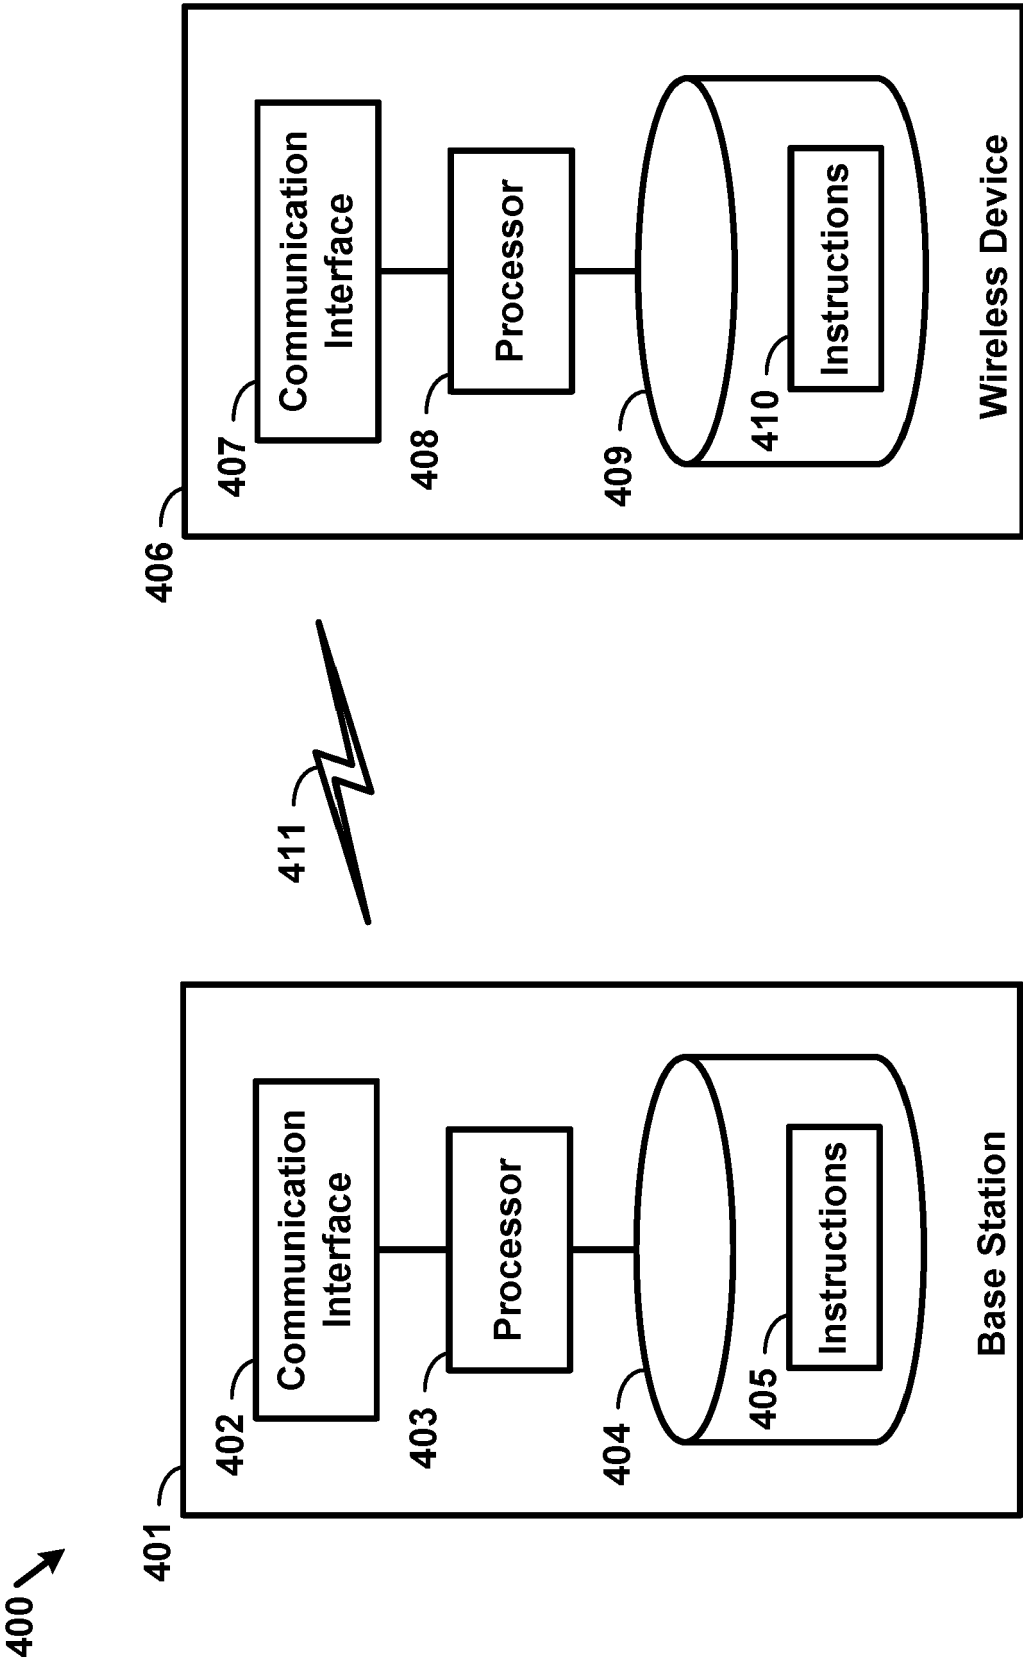 400
401
402
Communication
Interface
403
Processor
404
405
Instructions
Base Station
411
406
407
Communication
Interface
408
Processor
409
410
Instructions
Wireless Device